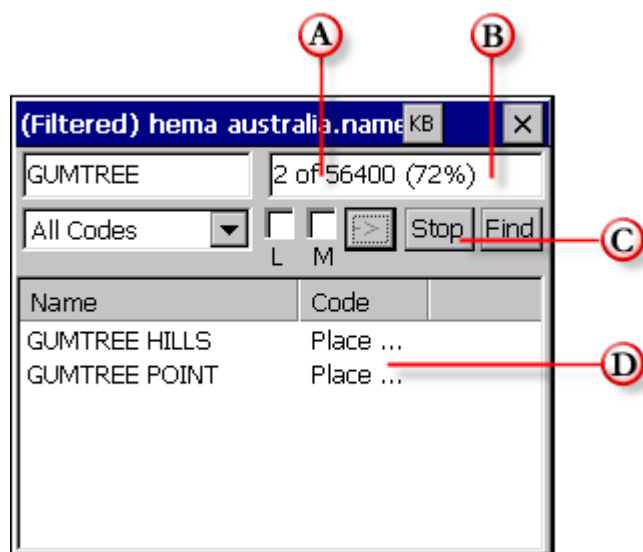 A B
(Filtered) hema australia.name KB
GUMTREE 2 of 56400 (72%)
All Codes -> Stop Find
L M
C
Name Code
GUMTREE HILLS Place ...
GUMTREE POINT Place ...
D